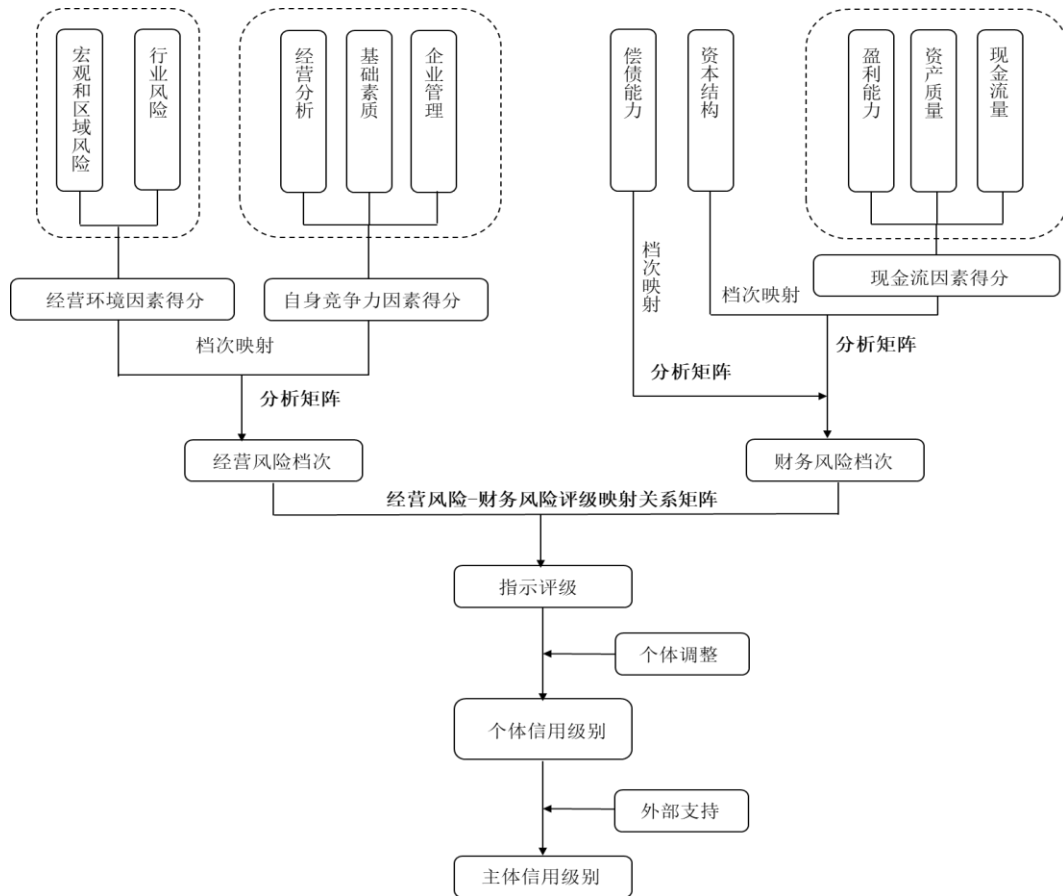 宏观和区域风险
行业风险
经营分析
基础素质
企业管理
偿债能力
资本结构
盈利能力
资产质量
现金流量
经营环境因素得分
自身竞争力因素得分
档次映射
档次映射
现金流因素得分
档次映射
分析矩阵
分析矩阵
分析矩阵
经营风险档次
财务风险档次
经营风险-财务风险评级映射关系矩阵
指示评级
个体调整
个体信用级别
外部支持
主体信用级别